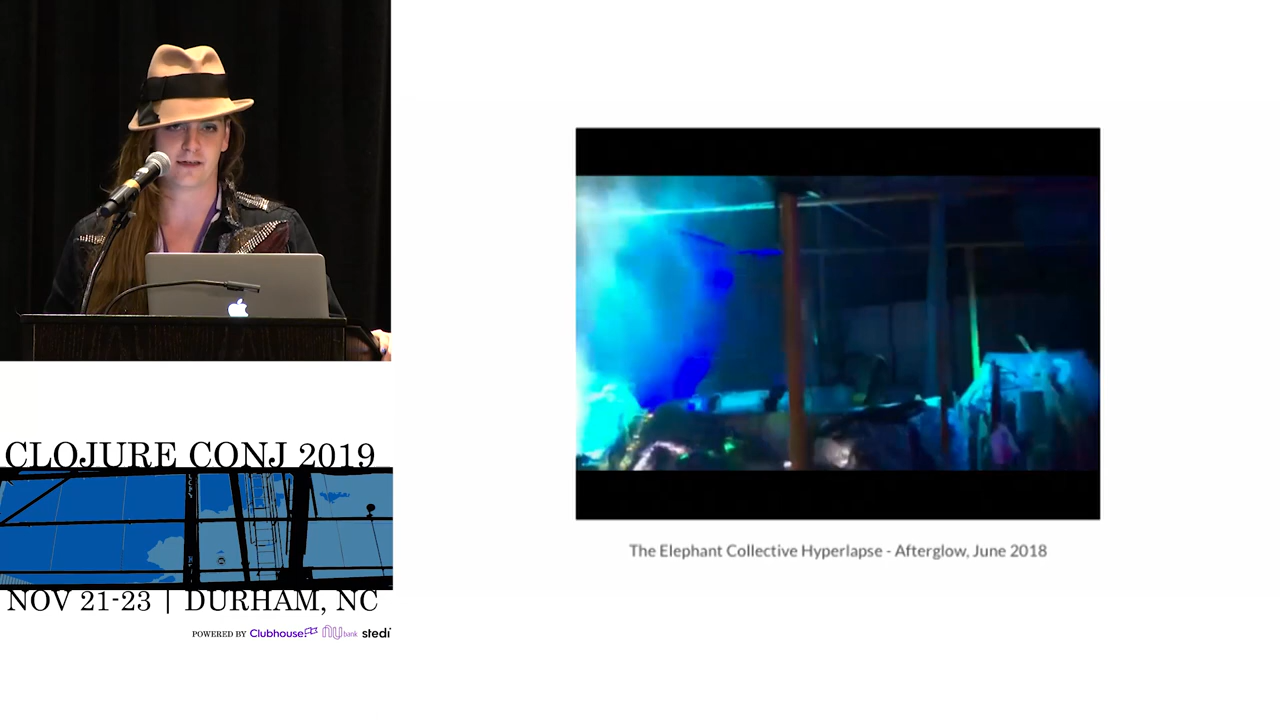 CLOJURE CONJ 2019
NOV 21-23 | DURHAM, NC
POWERED BY Clubhouse nu bank stedi
The Elephant Collective Hyperlapse - Afterglow, June 2018